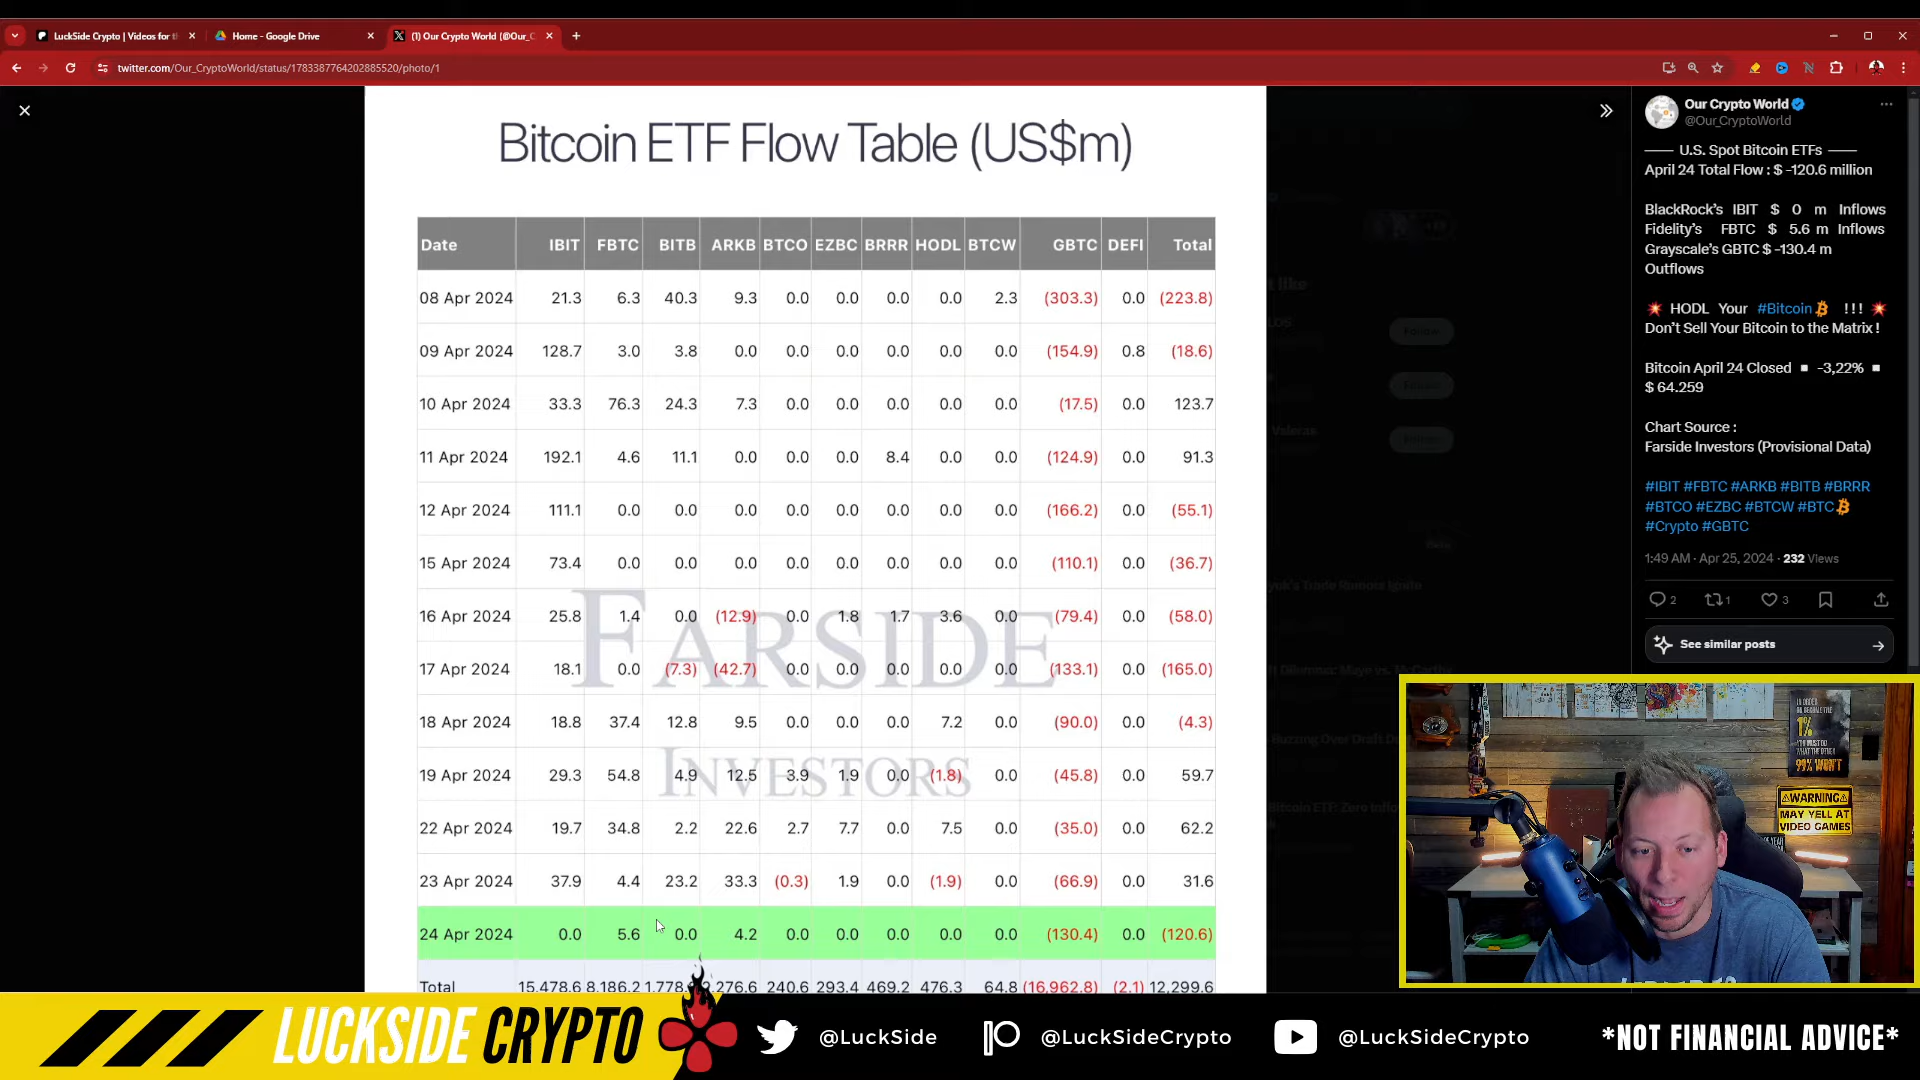 LuckSide Crypto | Videos for th
Home - Google Drive
(1) Our Crypto World (@Our_C
twitter.com/Our_CryptoWorld/status/1783387764202885520/photo/1
Bitcoin ETF Flow Table (US$m)
Date IBIT FBTC BITB ARKB BTCO EZBC BRRR HODL BTCW GBTC DEFI Total
08 Apr 2024 21.3 6.3 40.3 9.3 0.0 0.0 0.0 0.0 2.3 (303.3) 0.0 (223.8)
09 Apr 2024 128.7 3.0 3.8 0.0 0.0 0.0 0.0 0.0 0.0 (154.9) 0.8 (18.6)
10 Apr 2024 33.3 76.3 24.3 7.3 0.0 0.0 0.0 0.0 0.0 (17.5) 0.0 123.7
11 Apr 2024 192.1 4.6 11.1 0.0 0.0 0.0 8.4 0.0 0.0 (124.9) 0.0 91.3
12 Apr 2024 111.1 0.0 0.0 0.0 0.0 0.0 0.0 0.0 0.0 (166.2) 0.0 (55.1)
15 Apr 2024 73.4 0.0 0.0 0.0 0.0 0.0 0.0 0.0 0.0 (110.1) 0.0 (36.7)
16 Apr 2024 25.8 1.4 0.0 (12.9) 0.0 1.8 1.7 3.6 0.0 (79.4) 0.0 (58.0)
17 Apr 2024 18.1 0.0 (7.3) (42.7) 0.0 0.0 0.0 0.0 0.0 (133.1) 0.0 (165.0)
18 Apr 2024 18.8 37.4 12.8 9.5 0.0 0.0 0.0 7.2 0.0 (90.0) 0.0 (4.3)
19 Apr 2024 29.3 54.8 4.9 12.5 3.9 1.9 0.0 (1.8) 0.0 (45.8) 0.0 59.7
22 Apr 2024 19.7 34.8 2.2 22.6 2.7 7.7 0.0 7.5 0.0 (35.0) 0.0 62.2
23 Apr 2024 37.9 4.4 23.2 33.3 (0.3) 1.9 0.0 (1.9) 0.0 (66.9) 0.0 31.6
24 Apr 2024 0.0 5.6 0.0 4.2 0.0 0.0 0.0 0.0 0.0 (130.4) 0.0 (120.6)
Total 15,478.6 8,186.2 1,778. 276.6 240.6 293.4 469.2 476.3 64.8 (16,962.8) (2.1) 12,299.6
FARSIDE
INVESTORS
Our Crypto World
@Our_CryptoWorld
—— U.S. Spot Bitcoin ETFs ——
April 24 Total Flow : $ -120.6 million
BlackRock's IBIT $ 0 m Inflows
Fidelity's FBTC $ 5.6 m Inflows
Grayscale's GBTC $ -130.4 m
Outflows
💥 HODL Your #Bitcoin !!! 💥
Don't Sell Your Bitcoin to the Matrix !
Bitcoin April 24 Closed ◾ -3,22% ◾
$ 64.259
Chart Source :
Farside Investors (Provisional Data)
#IBIT #FBTC #ARKB #BITB #BRRR
#BTCO #EZBC #BTCW #BTC
#Crypto #GBTC
1:49 AM · Apr 25, 2024 · 232 Views
2 1 3
See similar posts
1%
99% WON'T
WARNING
MAY YELL AT
VIDEO GAMES
LUCKSIDE CRYPTO
@LuckSide
@LuckSideCrypto
@LuckSideCrypto
*NOT FINANCIAL ADVICE*